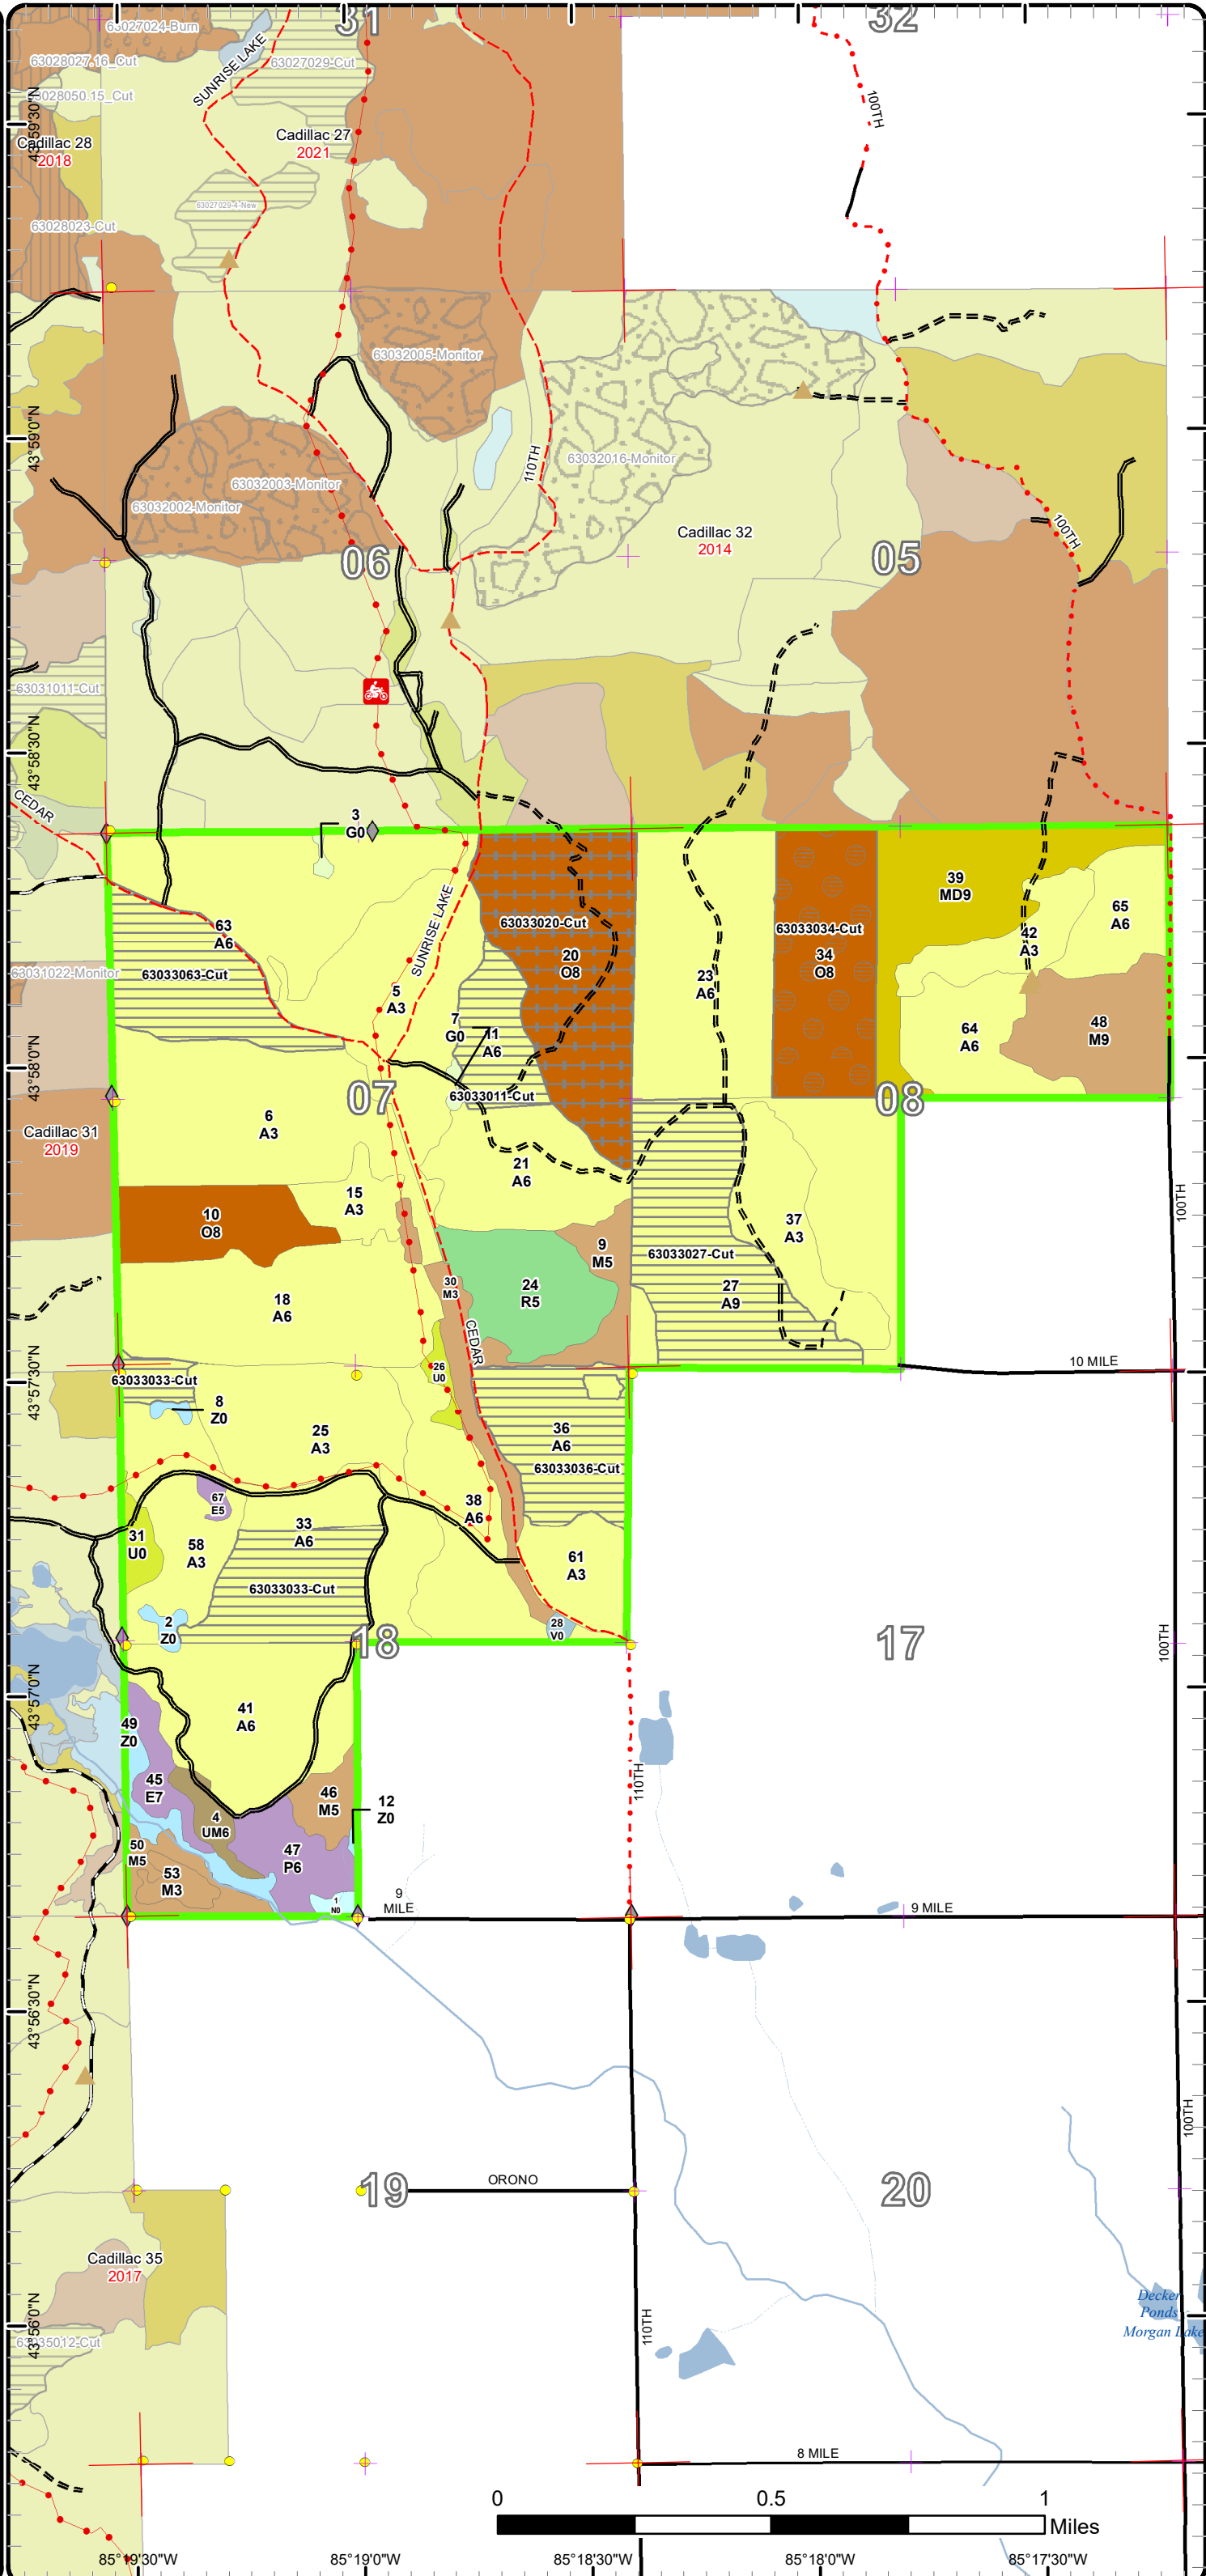 63027024-Burn
31
32
SUNRISE LAKE
63028027.16_Cut
63027029-Cut
63028050.15_Cut
100TH
43°59'30"N
Cadillac 28
2018
Cadillac 27
2021
63027029-4-New
63028023-Cut
63032005-Monitor
43°59'0"N
110TH
63032016-Monitor
63032003-Monitor
63032002-Monitor
Cadillac 32
2014
100TH
06
05
63031011-Cut
43°58'30"N
CEDAR
3
G0
39
MD9
65
A6
63
A6
63033020-Cut
63033034-Cut
SUNRISE LAKE
42
A3
20
O8
34
O8
63031022-Monitor
63033063-Cut
23
A6
5
A3
7
G0
11
A6
64
A6
48
M9
43°58'0"N
07
63033011-Cut
08
6
A3
Cadillac 31
2019
21
A6
15
A3
100TH
10
O8
37
A3
9
M5
63033027-Cut
30
M3
24
R5
27
A9
18
A6
CEDAR
10 MILE
26
U0
63033033-Cut
43°57'30"N
8
Z0
25
A3
36
A6
63033036-Cut
67
E5
38
A6
33
A6
31
U0
58
A3
61
A3
63033033-Cut
2
Z0
28
V0
18
17
100TH
43°57'0"N
41
A6
49
Z0
110TH
45
E7
46
M5
12
Z0
4
UM6
50
M5
47
P6
53
M3
1
N0
9
MILE
9 MILE
43°56'30"N
100TH
19
ORONO
20
Cadillac 35
2017
Decker
Ponds
Morgan Lake
43°56'0"N
110TH
63035012-Cut
8 MILE
0
0.5
1
Miles
85°19'30"W
85°19'0"W
85°18'30"W
85°18'0"W
85°17'30"W